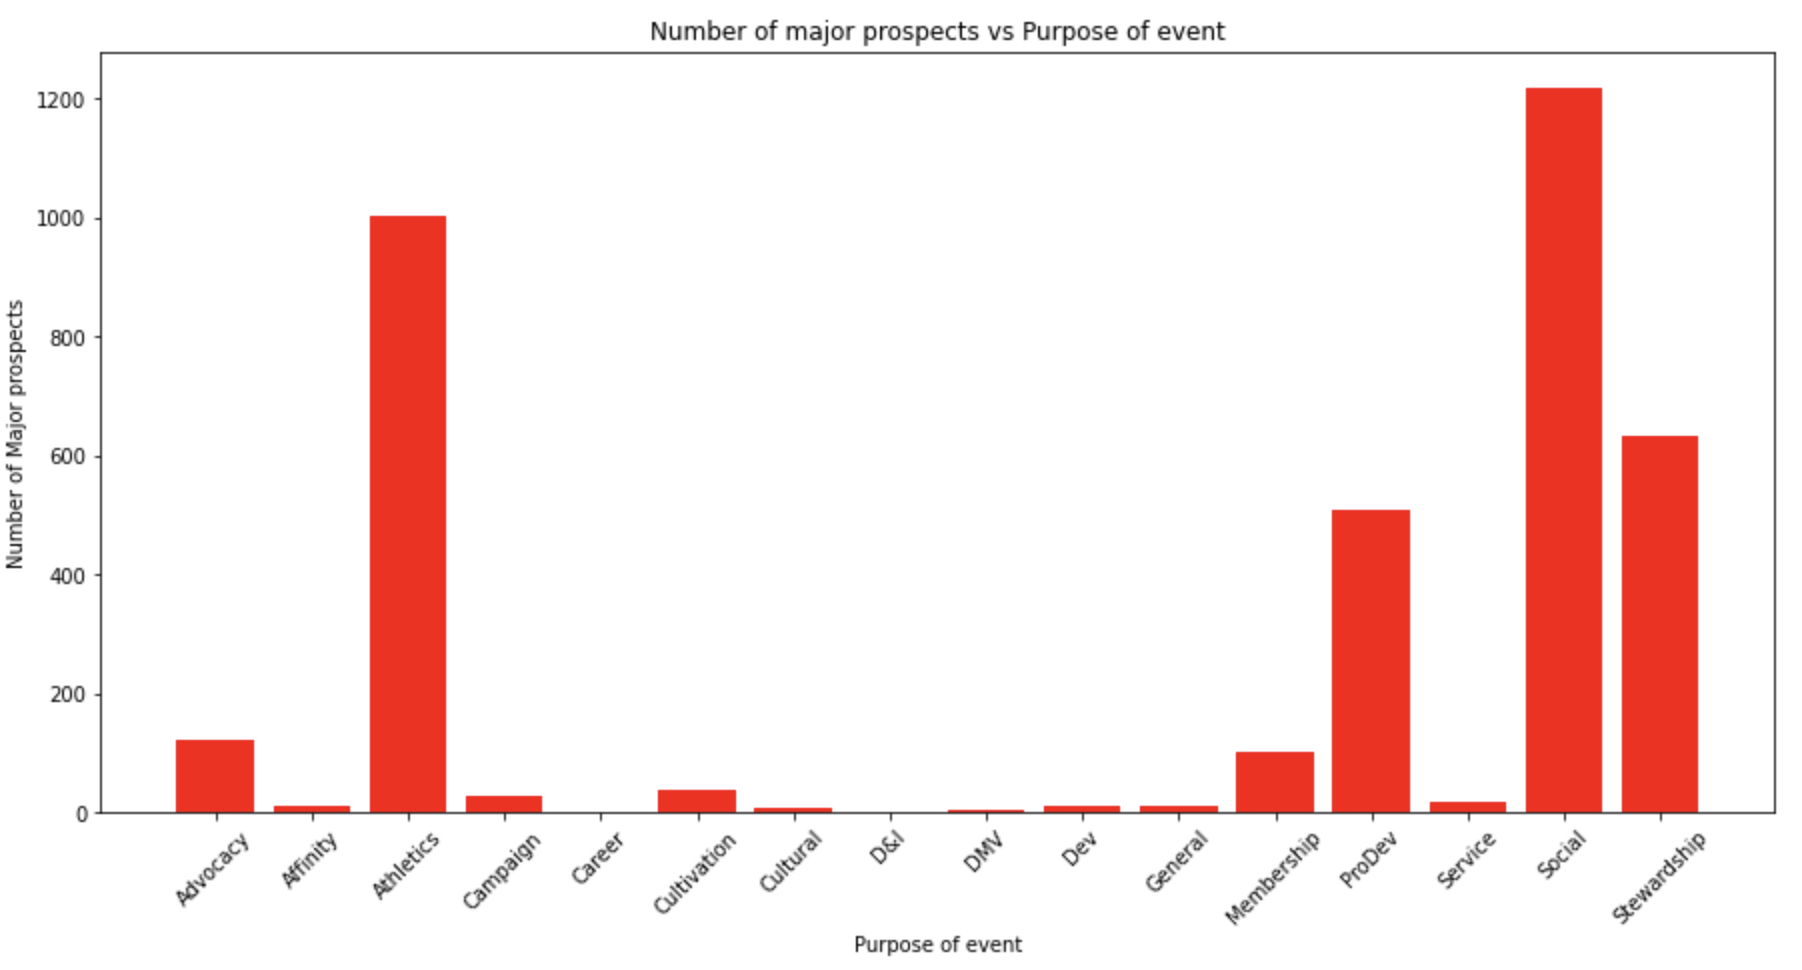 Number of major prospects vs Purpose of event
Number of Major prospects
1200
1000
800
600
400
200
0
Advocacy
Affinity
Athletics
Campaign
Career
Cultivation
Cultural
D&I
DMV
Dev
General
Membership
ProDev
Service
Social
Stewardship
Purpose of event